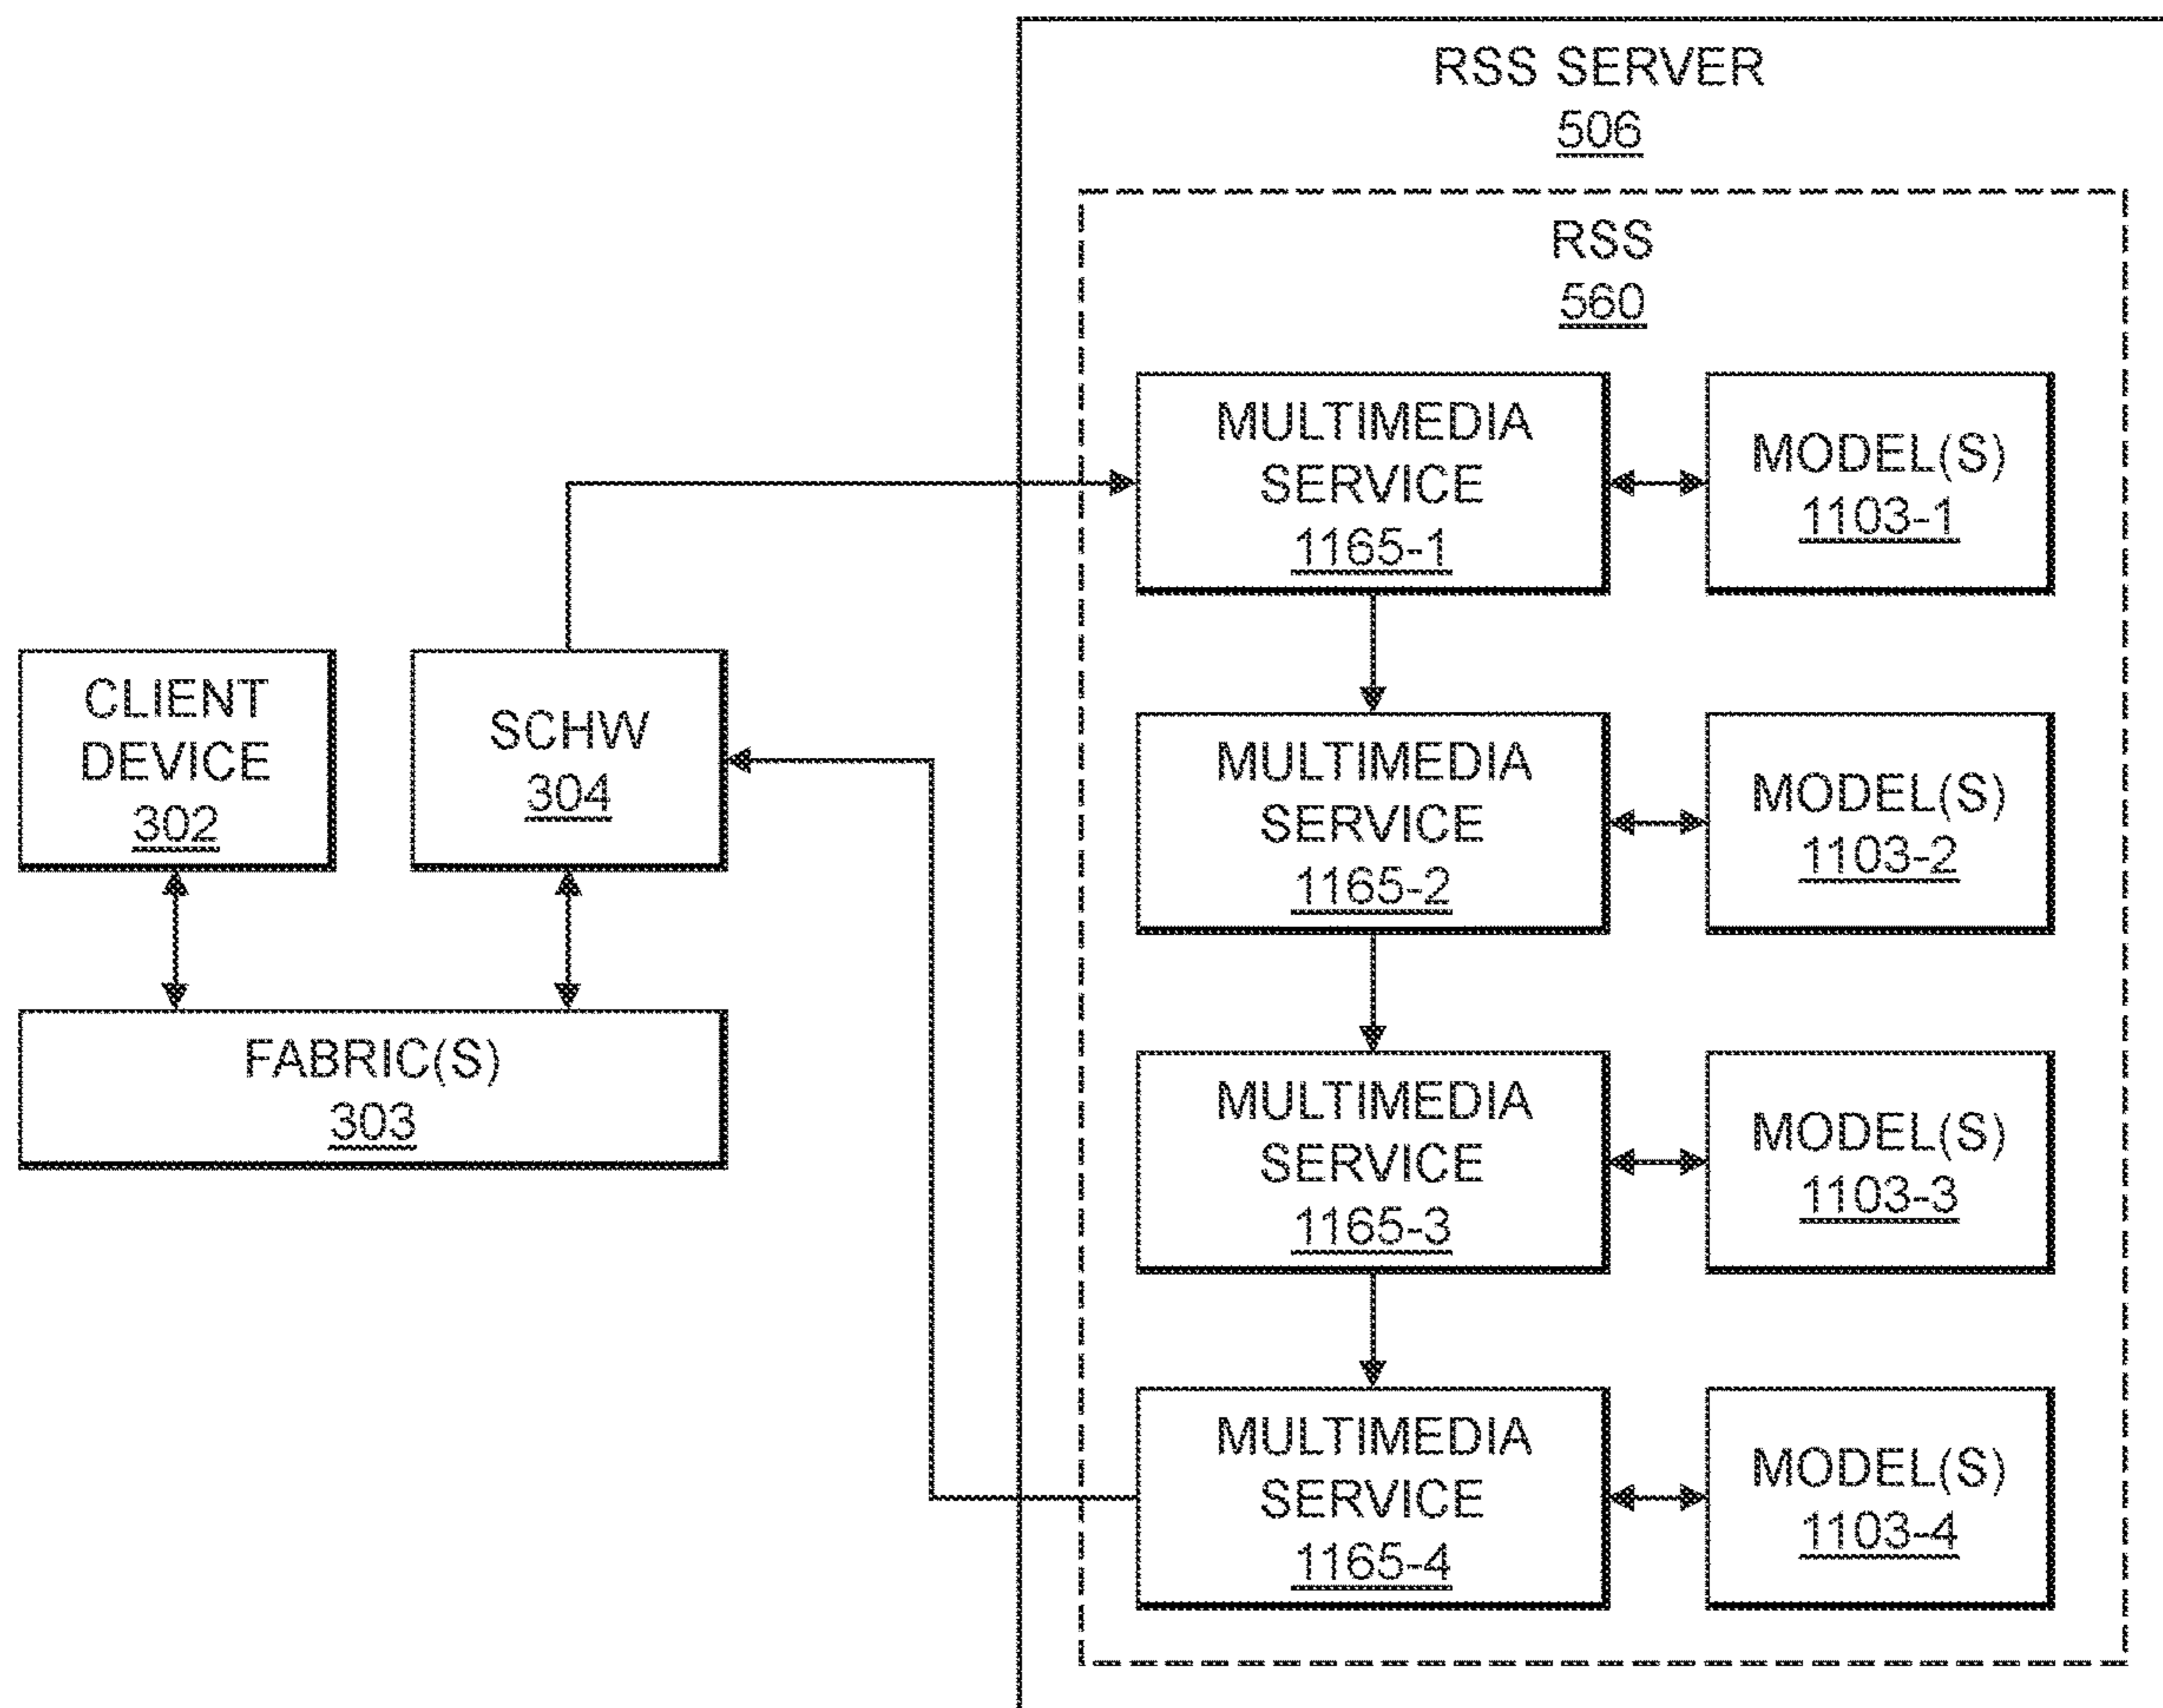 RSS SERVER
506
RSS
560
MULTIMEDIA
SERVICE
1165-1
MODEL(S)
1103-1
CLIENT
DEVICE
302
SCHW
304
MULTIMEDIA
SERVICE
1165-2
MODEL(S)
1103-2
FABRIC(S)
303
MULTIMEDIA
SERVICE
1165-3
MODEL(S)
1103-3
MULTIMEDIA
SERVICE
1165-4
MODEL(S)
1103-4